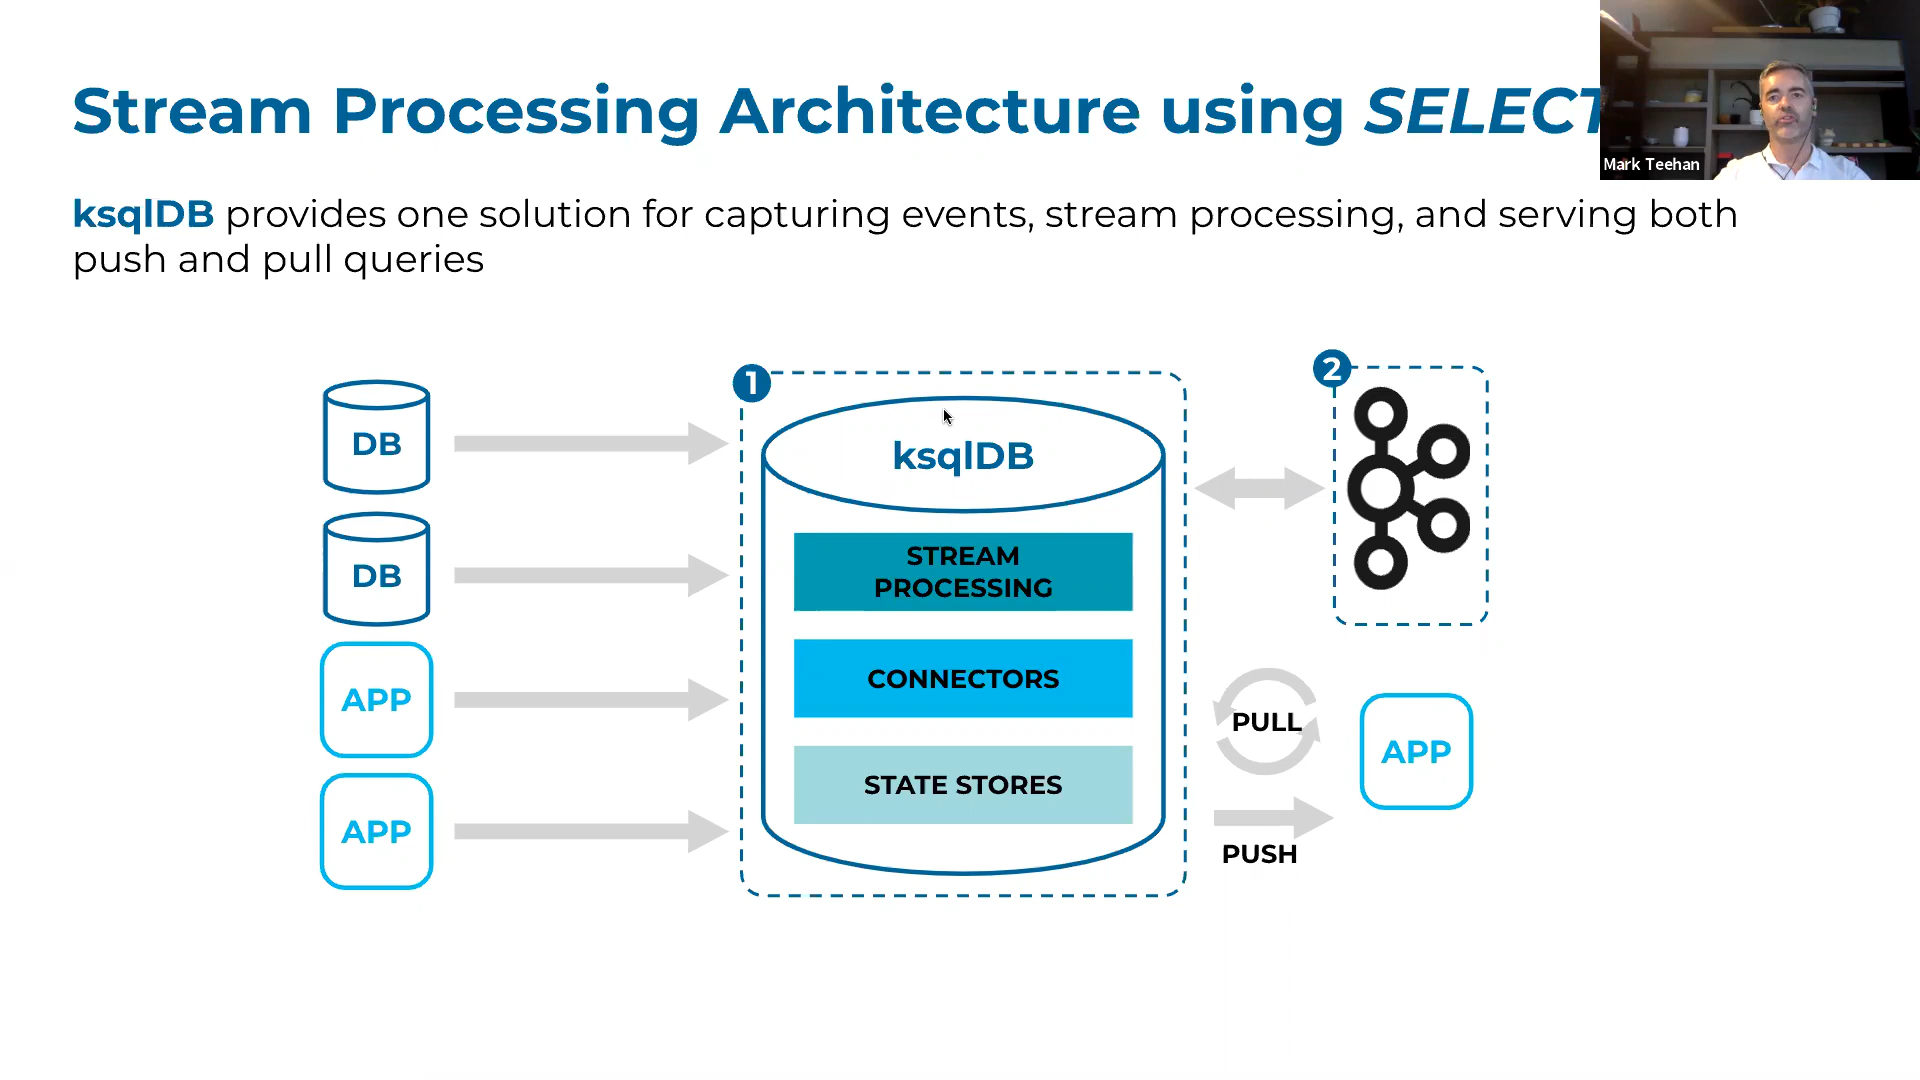 Stream Processing Architecture using SELECT
Mark Teehan
ksqlDB provides one solution for capturing events, stream processing, and serving both
push and pull queries
1
2
DB
DB
APP
APP
ksqlDB
STREAM
PROCESSING
CONNECTORS
STATE STORES
PULL
PUSH
APP